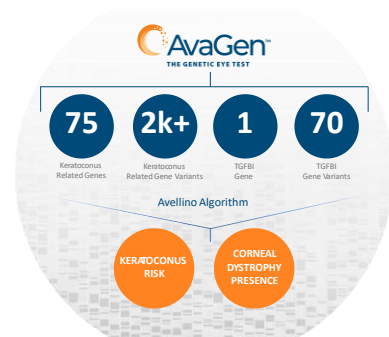 AvaGen™
THE GENETIC EYE TEST
75
2k+
1
70
Keratoconus
Related Genes
Keratoconus
Related Gene Variants
TGFBI
Gene
TGFBI
Gene Variants
Avellino Algorithm
KERATOCONUS
RISK
CORNEAL
DYSTROPHY
PRESENCE